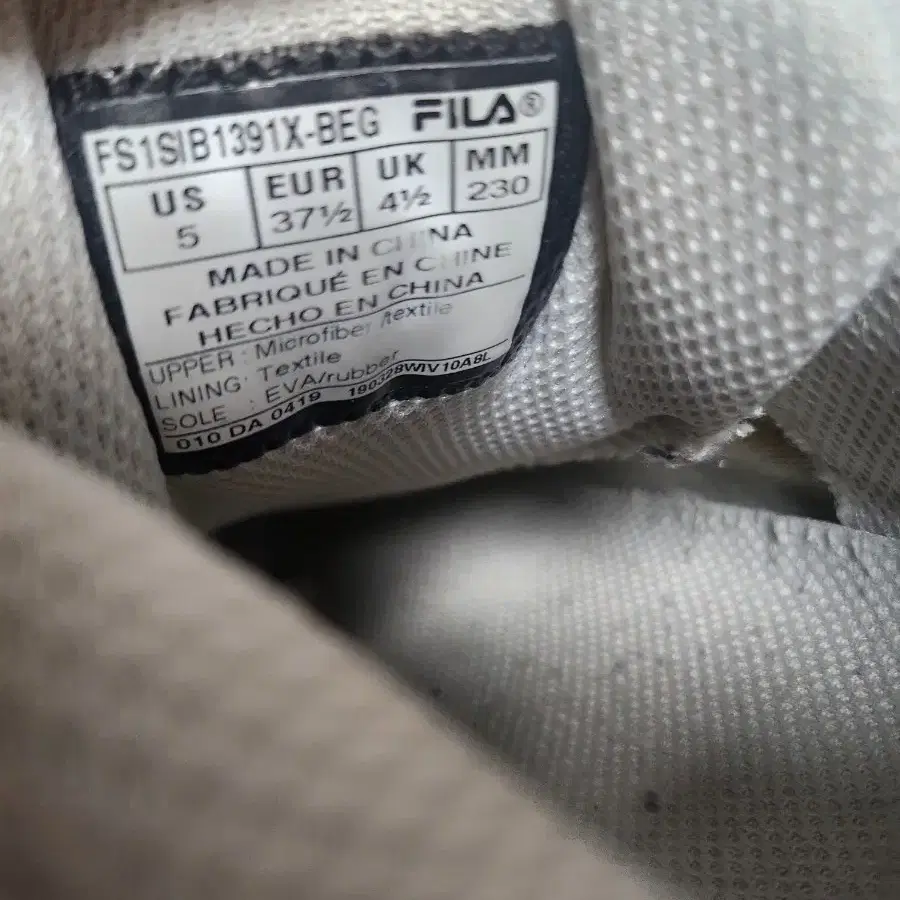 FS1SIB1391X-BEG FILA®
US EUR UK MM
5 37½ 4½ 230
MADE IN CHINA
FABRIQUÉ EN CHINE
HECHO EN CHINA
UPPER : Microfiber /textile
LINING : Textile
SOLE : EVA/rubber
010 DA 0419 190328WIV10ABL